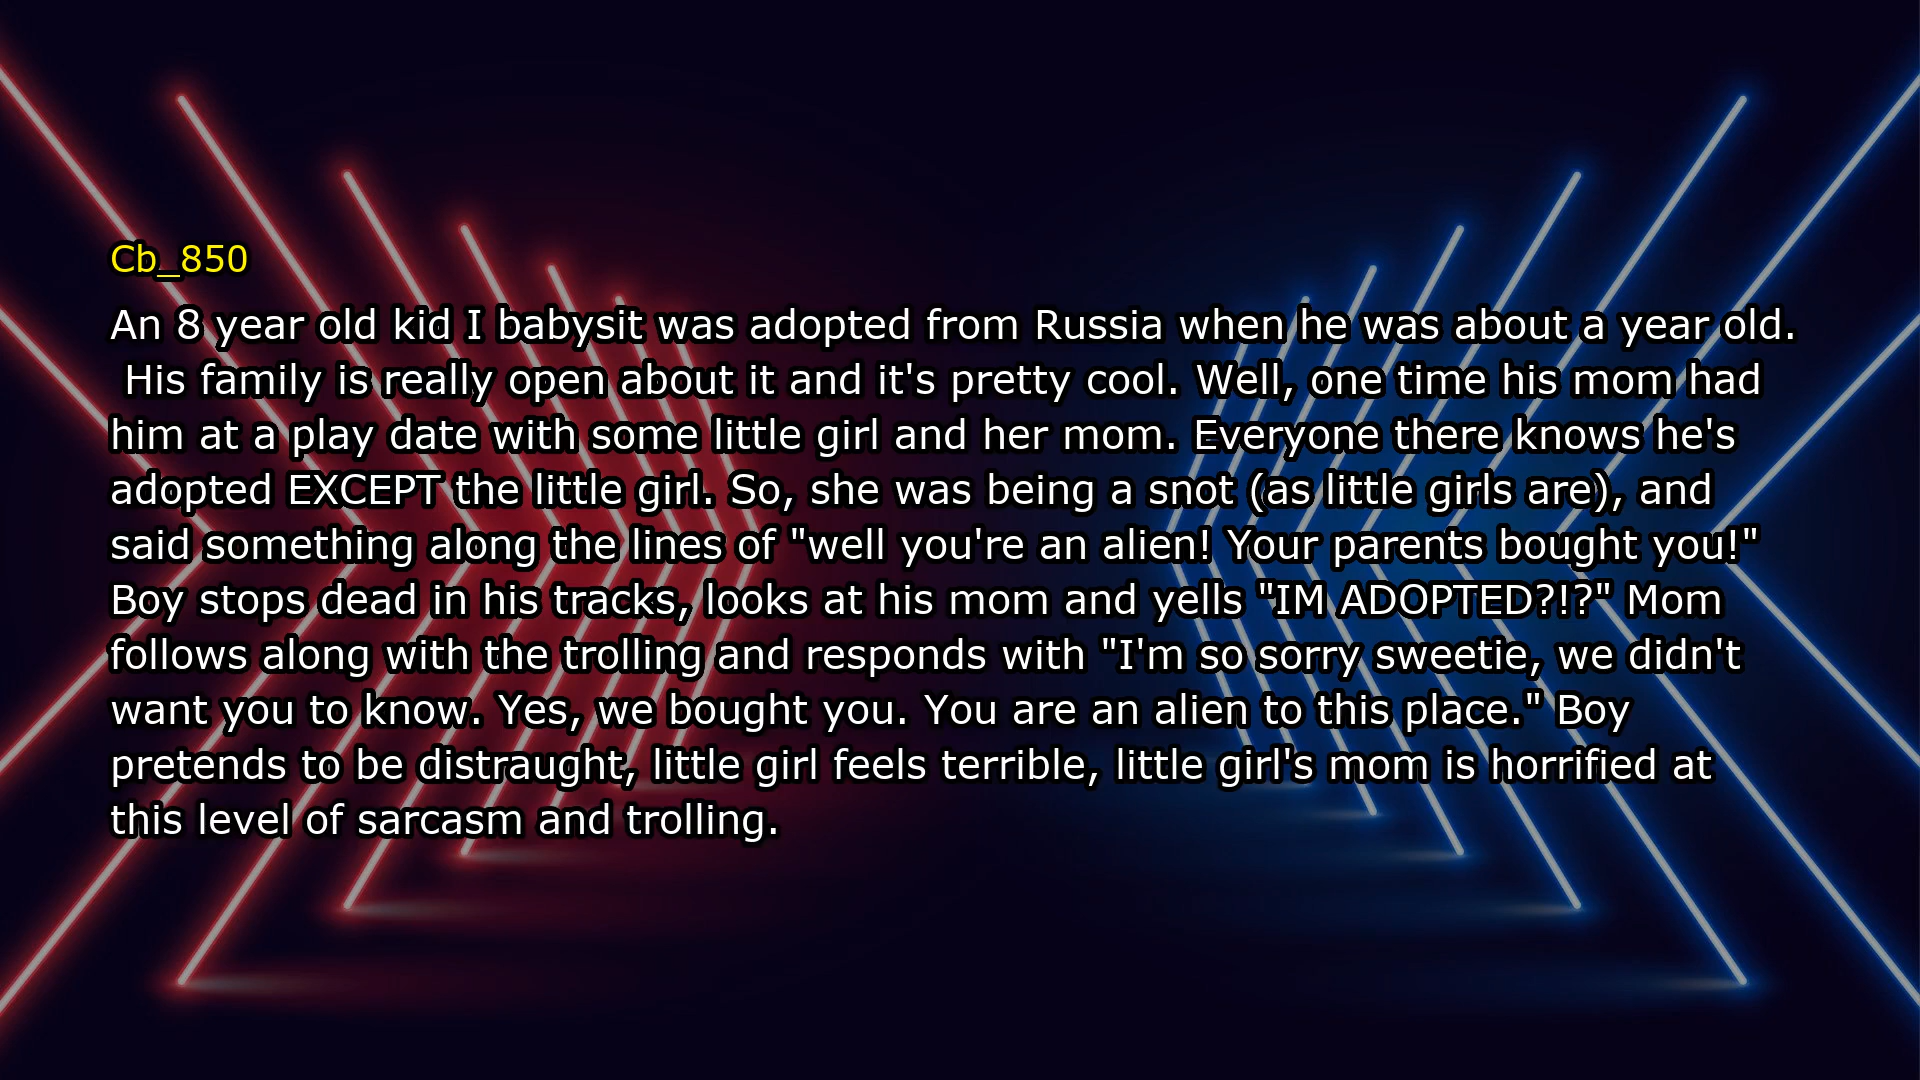 Cb_850
An 8 year old kid I babysit was adopted from Russia when he was about a year old.
His family is really open about it and it's pretty cool. Well, one time his mom had
him at a play date with some little girl and her mom. Everyone there knows he's
adopted EXCEPT the little girl. So, she was being a snot (as little girls are), and
said something along the lines of "well you're an alien! Your parents bought you!"
Boy stops dead in his tracks, looks at his mom and yells "IM ADOPTED?!?" Mom
follows along with the trolling and responds with "I'm so sorry sweetie, we didn't
want you to know. Yes, we bought you. You are an alien to this place." Boy
pretends to be distraught, little girl feels terrible, little girl's mom is horrified at
this level of sarcasm and trolling.